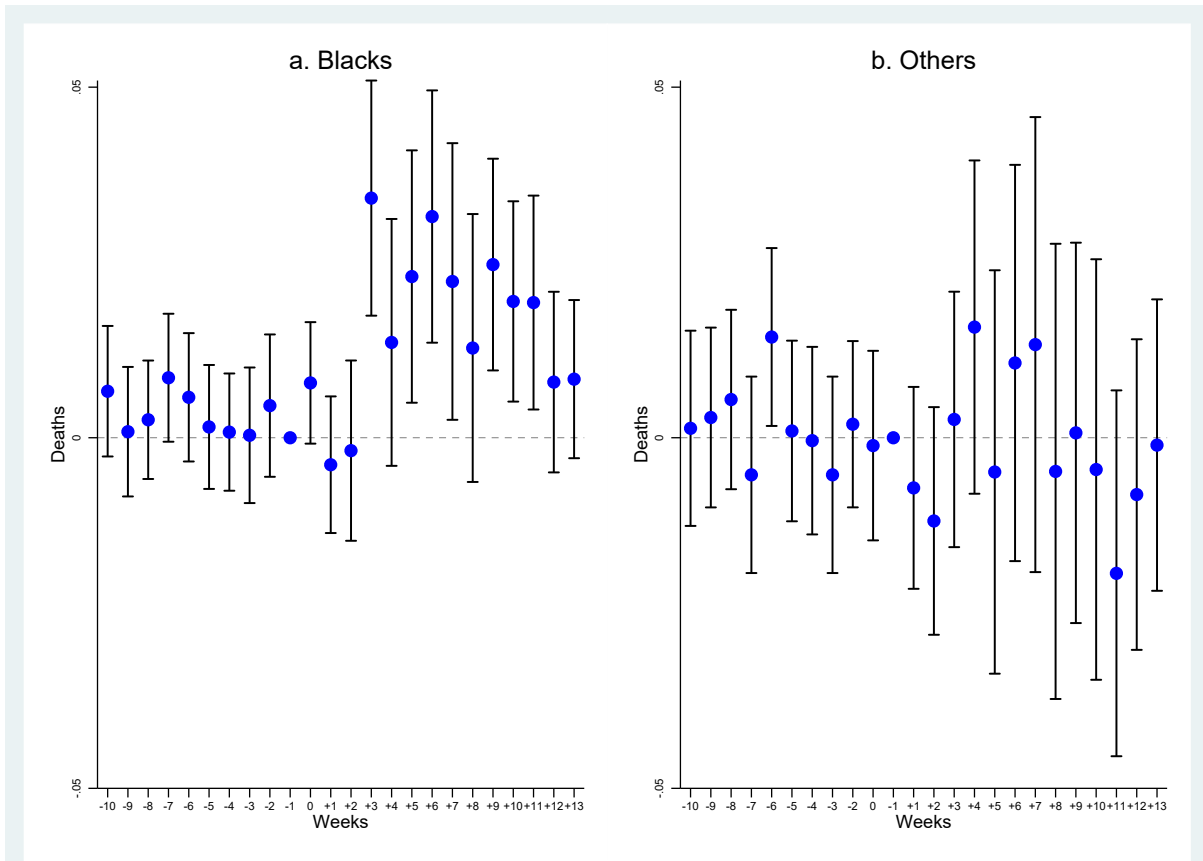 a. Blacks
.05
0
-.05
Deaths
-10 -9 -8 -7 -6 -5 -4 -3 -2 -1 0 +1 +2 +3 +4 +5 +6 +7 +8 +9 +10 +11 +12 +13
Weeks
b. Others
.05
0
-.05
Deaths
-10 -9 -8 -7 -6 -5 -4 -3 -2 0 -1 +1 +2 +3 +4 +5 +6 +7 +8 +9 +10 +11 +12 +13
Weeks